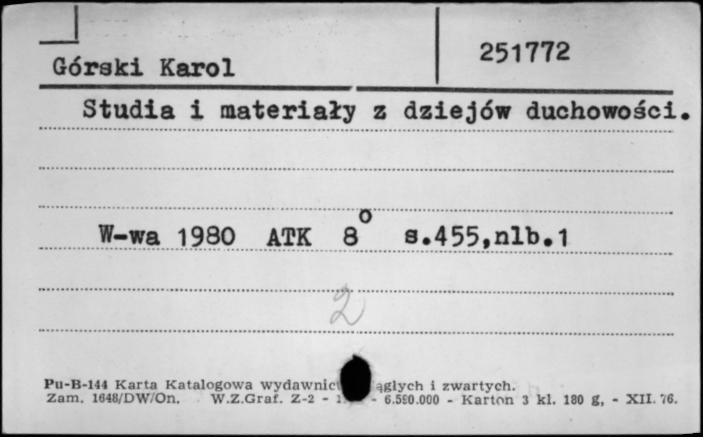 251772
Górski Karol
Studia i materiały z dziejów duchowości.
W-wa 1980 ATK 8° s.455,nlb.1
2
Pu-B-144 Karta Katalogowa wydawnic ągłych i zwartych.
Zam. 1648/DW/On. W.Z.Graf. Z-2 - - 6.500.000 - Karton 3 kl. 180 g, - XII. 76.